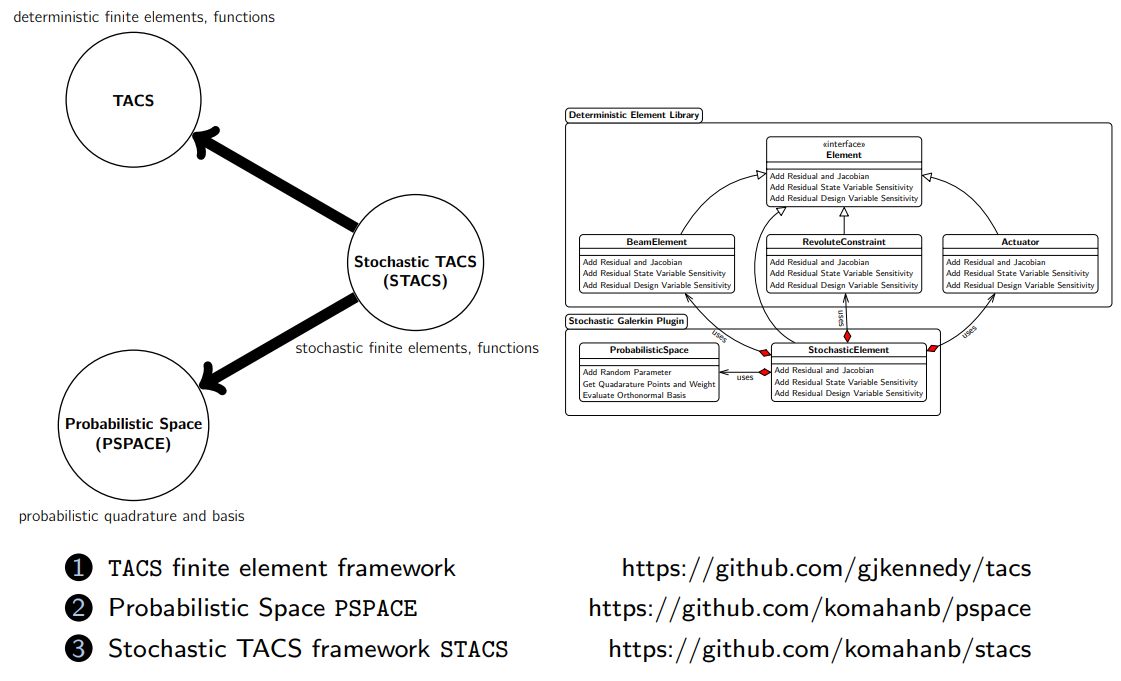 deterministic finite elements, functions
TACS
Stochastic TACS
(STACS)
stochastic finite elements, functions
Probabilistic Space
(PSPACE)
probabilistic quadrature and basis
Deterministic Element Library
«interface»
Element
Add Residual and Jacobian
Add Residual State Variable Sensitivity
Add Residual Design Variable Sensitivity
BeamElement
Add Residual and Jacobian
Add Residual State Variable Sensitivity
Add Residual Design Variable Sensitivity
RevoluteConstraint
Add Residual and Jacobian
Add Residual State Variable Sensitivity
Add Residual Design Variable Sensitivity
Actuator
Add Residual and Jacobian
Add Residual State Variable Sensitivity
Add Residual Design Variable Sensitivity
uses
uses
uses
Stochastic Galerkin Plugin
ProbabilisticSpace
Add Random Parameter
Get Quadarature Points and Weight
Evaluate Orthonormal Basis
uses
StochasticElement
Add Residual and Jacobian
Add Residual State Variable Sensitivity
Add Residual Design Variable Sensitivity
1 TACS finite element framework https://github.com/gjkennedy/tacs
2 Probabilistic Space PSPACE https://github.com/komahanb/pspace
3 Stochastic TACS framework STACS https://github.com/komahanb/stacs